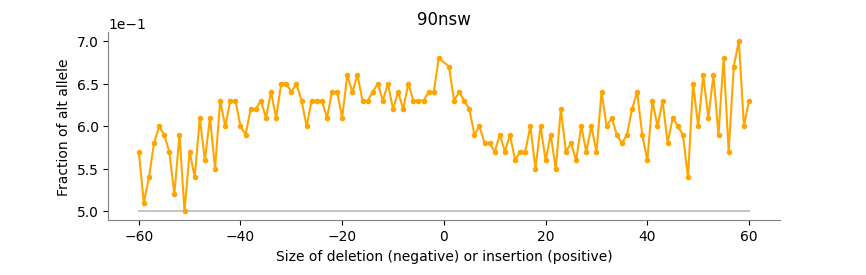 90nsw
1e−1
7.0
6.5
6.0
5.5
5.0
Fraction of alt allele
−60 −40 −20 0 20 40 60
Size of deletion (negative) or insertion (positive)